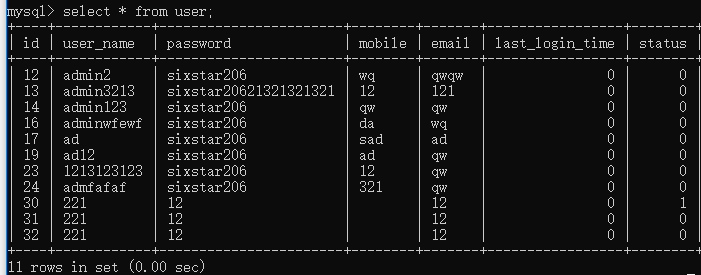 mysql> select * from user;
| id | user_name | password | mobile | email | last_login_time | status |
| 12 | admin2 | sixstar206 | wq | qwqw | 0 | 0 |
| 13 | admin3213 | sixstar20621321321321 | 12 | 121 | 0 | 0 |
| 14 | admin123 | sixstar206 | qw | qw | 0 | 0 |
| 16 | adminwfewf | sixstar206 | da | wq | 0 | 0 |
| 17 | ad | sixstar206 | sad | ad | 0 | 0 |
| 19 | ad12 | sixstar206 | ad | qw | 0 | 0 |
| 23 | 1213123123 | sixstar206 | 12 | qw | 0 | 0 |
| 24 | admfafaf | sixstar206 | 321 | qw | 0 | 0 |
| 30 | 221 | 12 | | 12 | 0 | 1 |
| 31 | 221 | 12 | | 12 | 0 | 0 |
| 32 | 221 | 12 | | 12 | 0 | 0 |
11 rows in set (0.00 sec)